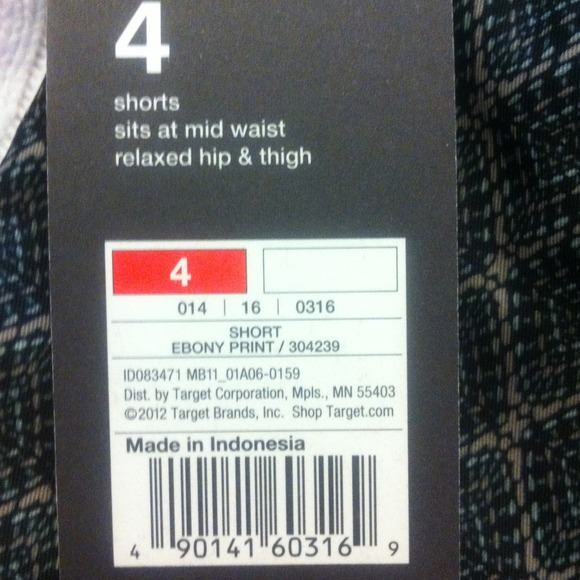 4
shorts
sits at mid waist
relaxed hip & thigh
4
014 | 16 | 0316
SHORT
EBONY PRINT / 304239
ID083471 MB11_01A06-0159
Dist. by Target Corporation, Mpls., MN 55403
©2012 Target Brands, Inc. Shop Target.com
Made in Indonesia
4 90141 60316 9